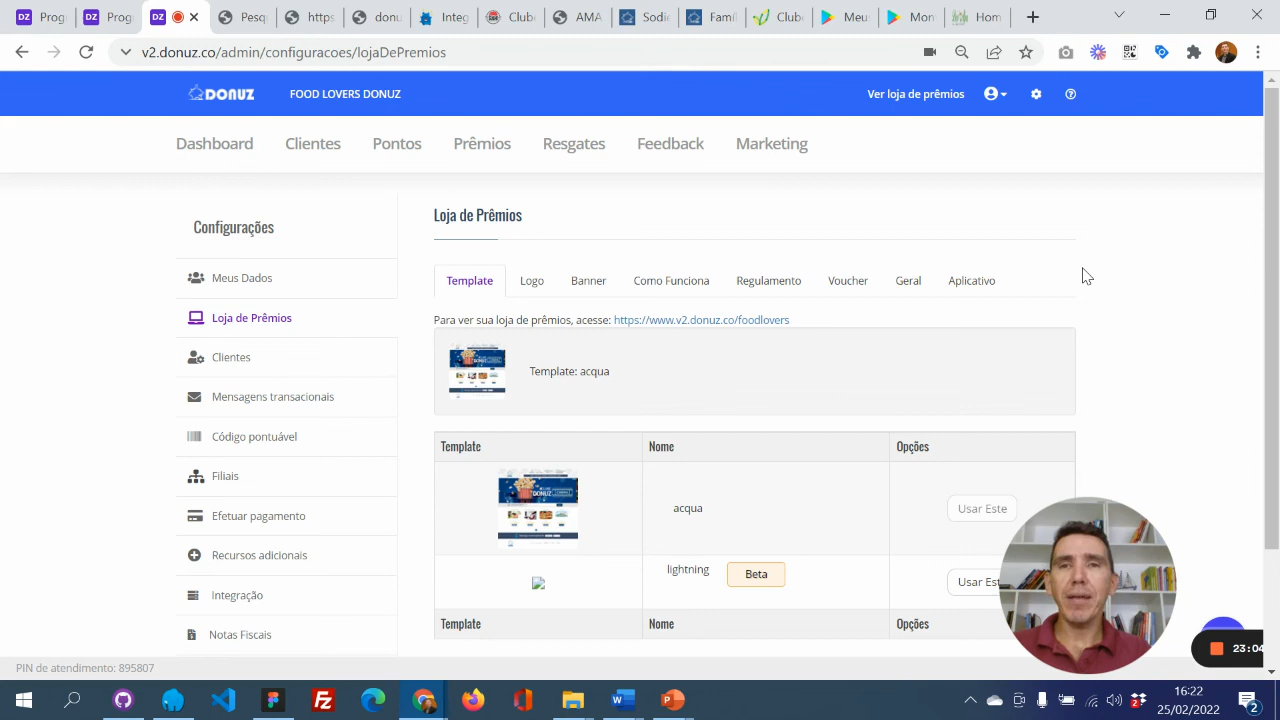 Prog
Prog
Pesq
https
donu
Integ
Clube
AMA
Sodi
Famí
Clube
Meu
Mon
Hom
v2.donuz.co/admin/configuracoes/lojaDePremios
DONUZ
FOOD LOVERS DONUZ
Ver loja de prêmios
Dashboard
Clientes
Pontos
Prêmios
Resgates
Feedback
Marketing
Configurações
Meus Dados
Loja de Prêmios
Clientes
Mensagens transacionais
Código pontuável
Filiais
Efetuar pagamento
Recursos adicionais
Integração
Notas Fiscais
Loja de Prêmios
Template
Logo
Banner
Como Funciona
Regulamento
Voucher
Geral
Aplicativo
Para ver sua loja de prêmios, acesse: https://www.v2.donuz.co/foodlovers
Template: acqua
Template
Nome
Opções
acqua
Usar Este
lightning
Beta
Usar Est
Template
Nome
Opções
PIN de atendimento: 895807
23:04
16:22
25/02/2022
2